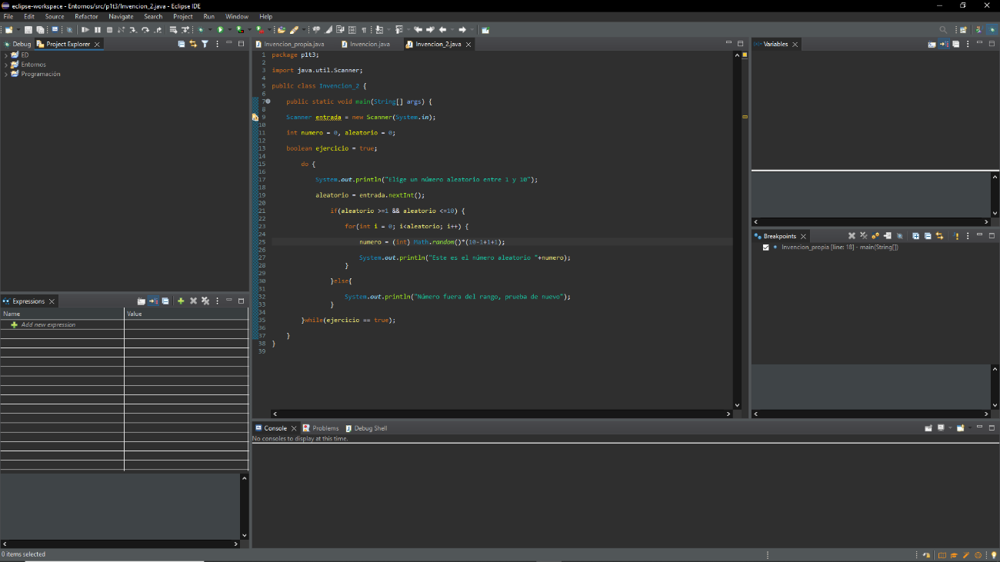 eclipse-workspace - Entornos/src/p1t3/Invencion_2.java - Eclipse IDE
File Edit Source Refactor Navigate Search Project Run Window Help
Debug Project Explorer
ED
Entornos
Programación
Invencion_propia.java Invencion.java Invencion_2.java
1 package p1t3;
2
3 import java.util.Scanner;
4
5 public class Invencion_2 {
6
7 public static void main(String[] args) {
8
9 Scanner entrada = new Scanner(System.in);
10
11 int numero = 0, aleatorio = 0;
12
13 boolean ejercicio = true;
14
15 do {
16
17 System.out.println("Elige un número aleatorio entre 1 y 10");
18
19 aleatorio = entrada.nextInt();
20
21 if(aleatorio >=1 && aleatorio <=10) {
22
23 for(int i = 0; i<aleatorio; i++) {
24
25 numero = (int) Math.random()*(10-1+1+1);
26
27 System.out.println("Este es el número aleatorio "+numero);
28 }
29
30 }else{
31
32 System.out.println("Número fuera del rango, prueba de nuevo");
33 }
34
35 }while(ejercicio == true);
36
37 }
38 }
39
Variables
Breakpoints
Invencion_propia [line: 18] - main(String[])
Expressions
Name Value
Add new expression
Console Problems Debug Shell
No consoles to display at this time.
0 items selected